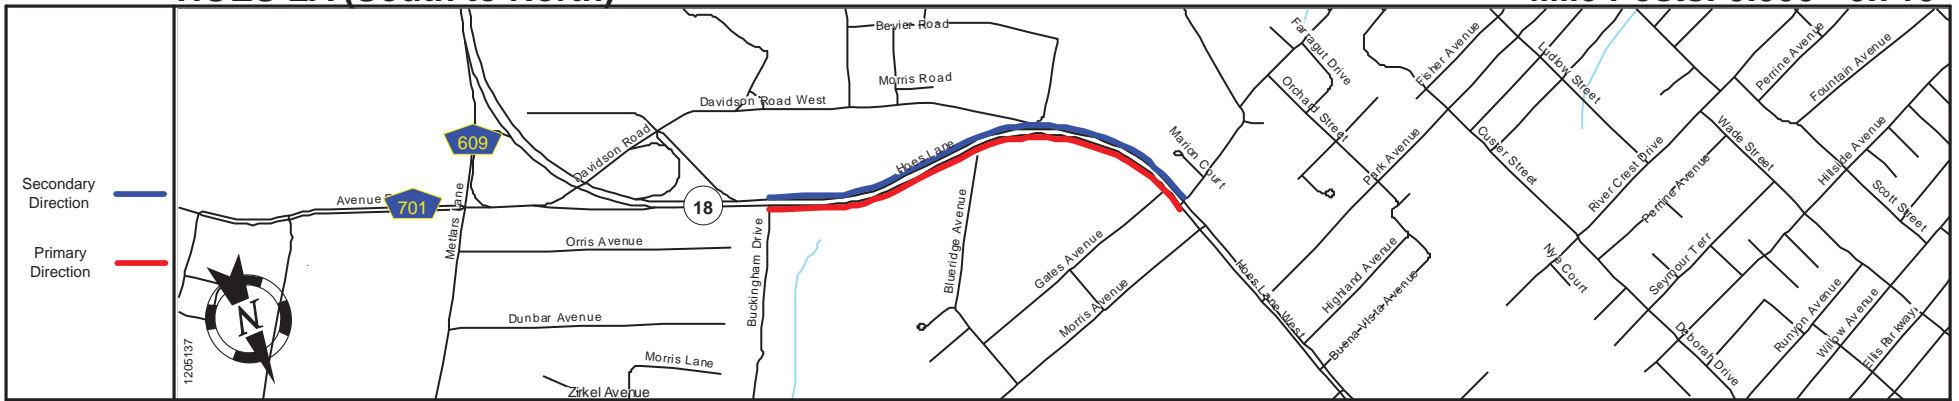 Secondary
Direction
Primary
Direction
1205137
N
609
701
18
Avenue
Metlars Lane
Davidson Road
Davidson Road West
Bevier Road
Morris Road
Hoes Lane
Orris Avenue
Dunbar Avenue
Morris Lane
Zirkel Avenue
Buckingham Drive
Blueridge Avenue
Gates Avenue
Morris Avenue
Marion Court
Hoes Lane West
Highland Avenue
Buena Vista Avenue
Park Avenue
Orchard Street
Farragut Drive
Fisher Avenue
Ludlow Street
Custer Street
River Crest Drive
Perrine Avenue
Nye Court
Seymour Terr
Wade Street
Perrine Avenue
Fountain Avenue
Hillside Avenue
Scott Street
Deborah Drive
Runyon Avenue
Willow Avenue
Ellis Parkway